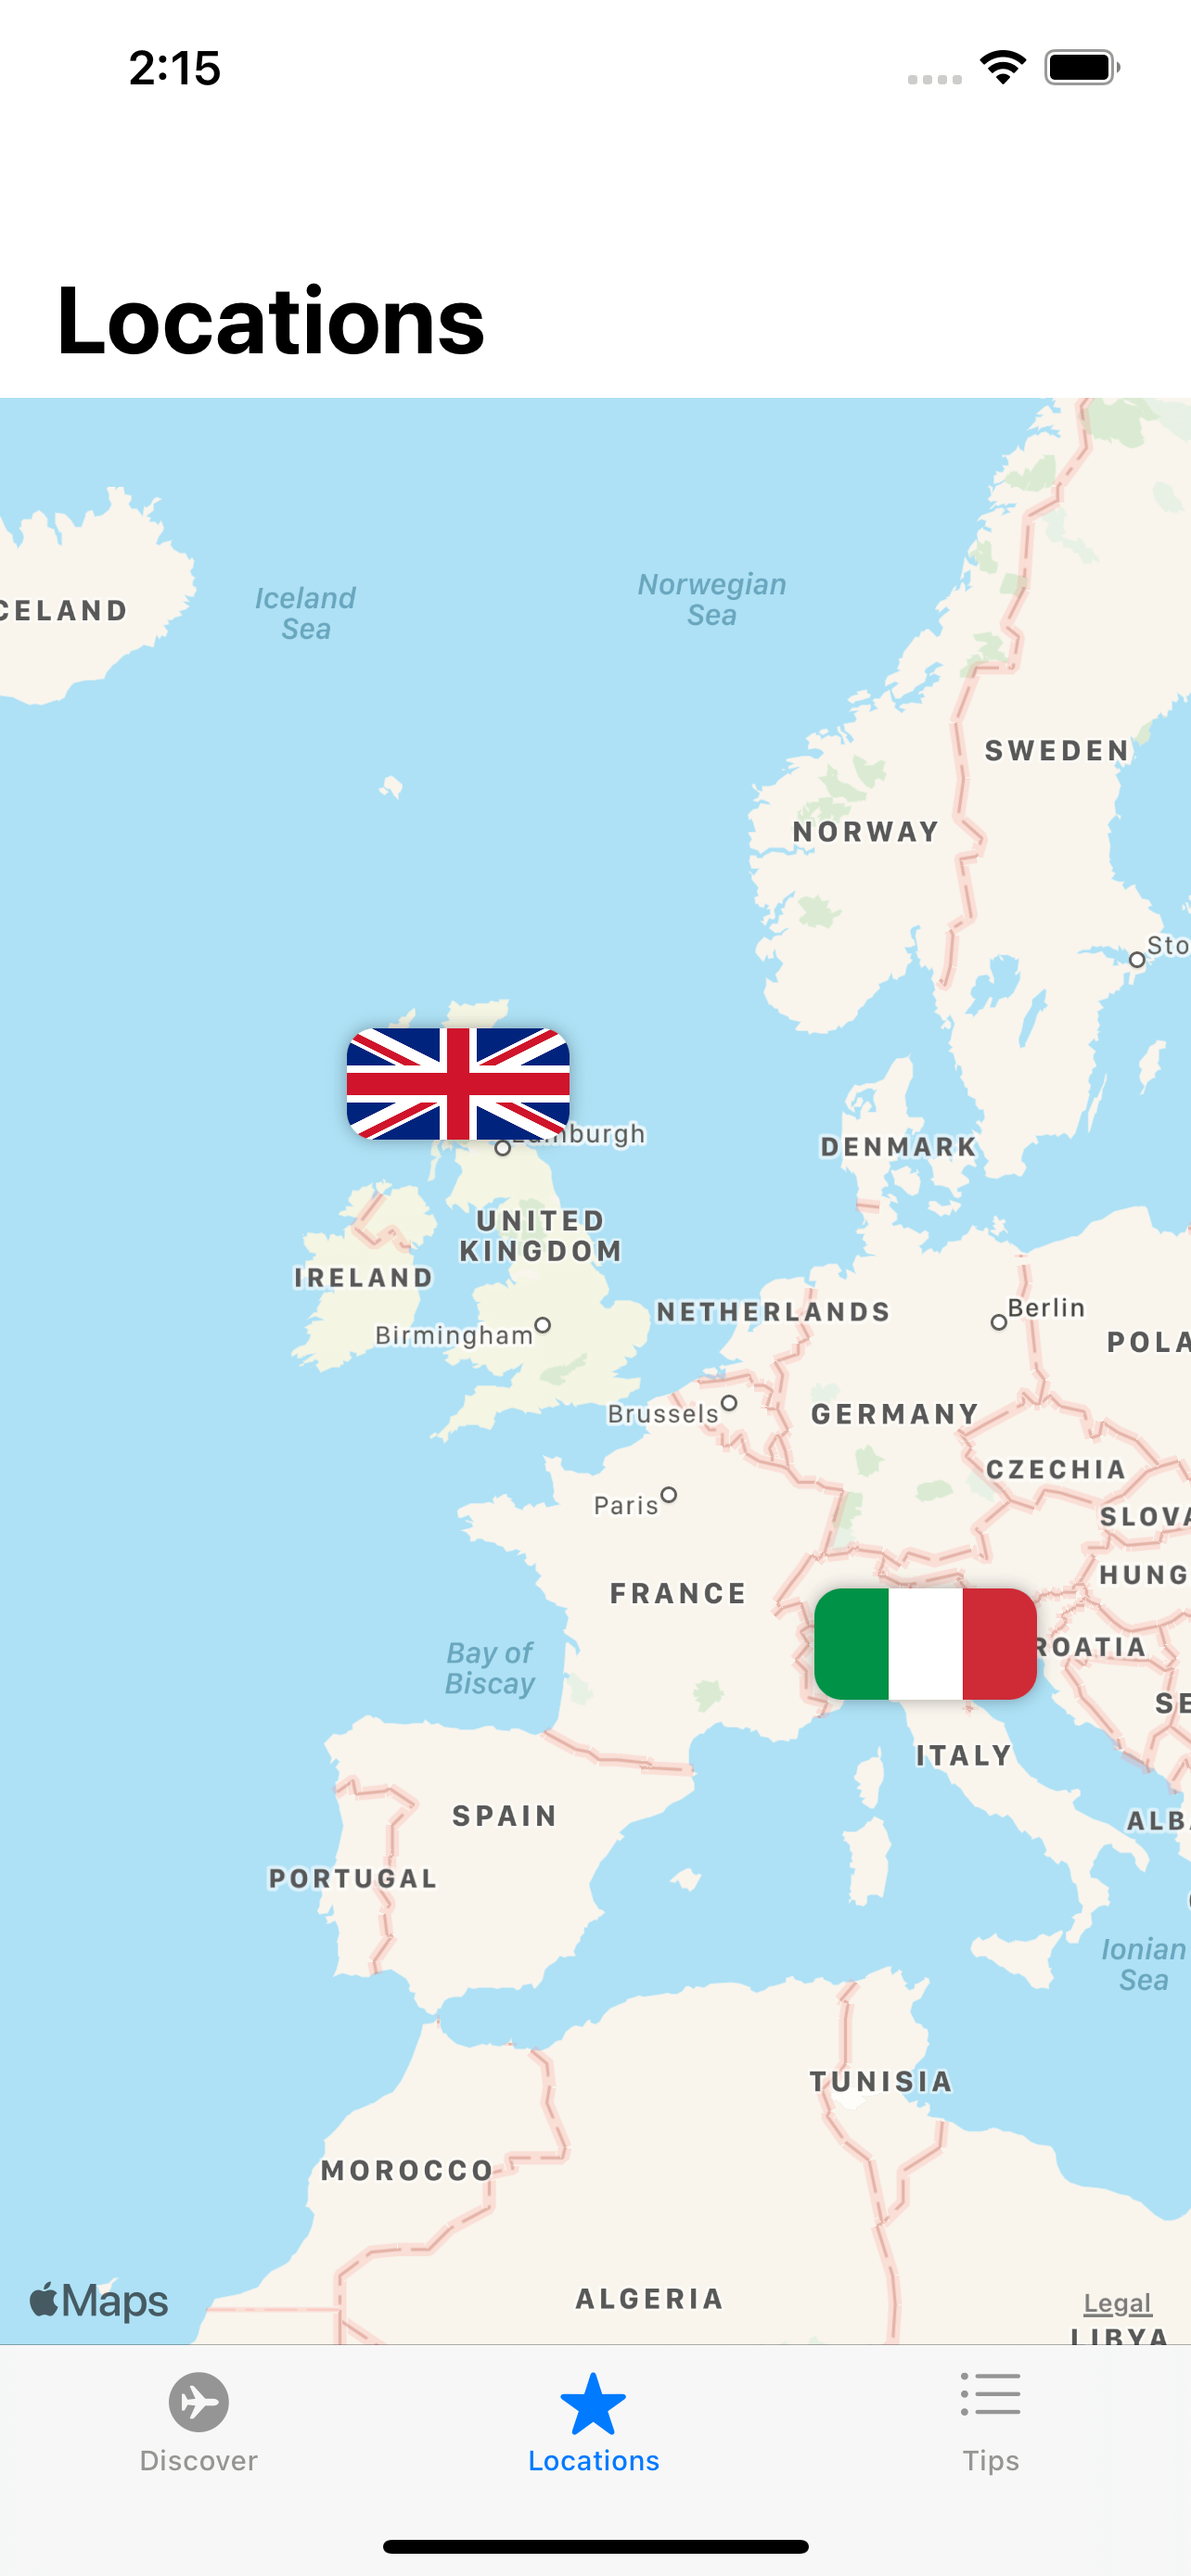 2:15
Locations
CELAND
Iceland
Sea
Norwegian
Sea
SWEDEN
NORWAY
Sto
nburgh
DENMARK
UNITED
KINGDOM
IRELAND
NETHERLANDS
Berlin
Birmingham
POLA
Brussels
GERMANY
CZECHIA
Paris
SLOVA
HUNG
FRANCE
ROATIA
Bay of
Biscay
SE
ITALY
SPAIN
ALB
PORTUGAL
Ionian
Sea
TUNISIA
MOROCCO
Maps
ALGERIA
Legal
LIBYA
Discover
Locations
Tips